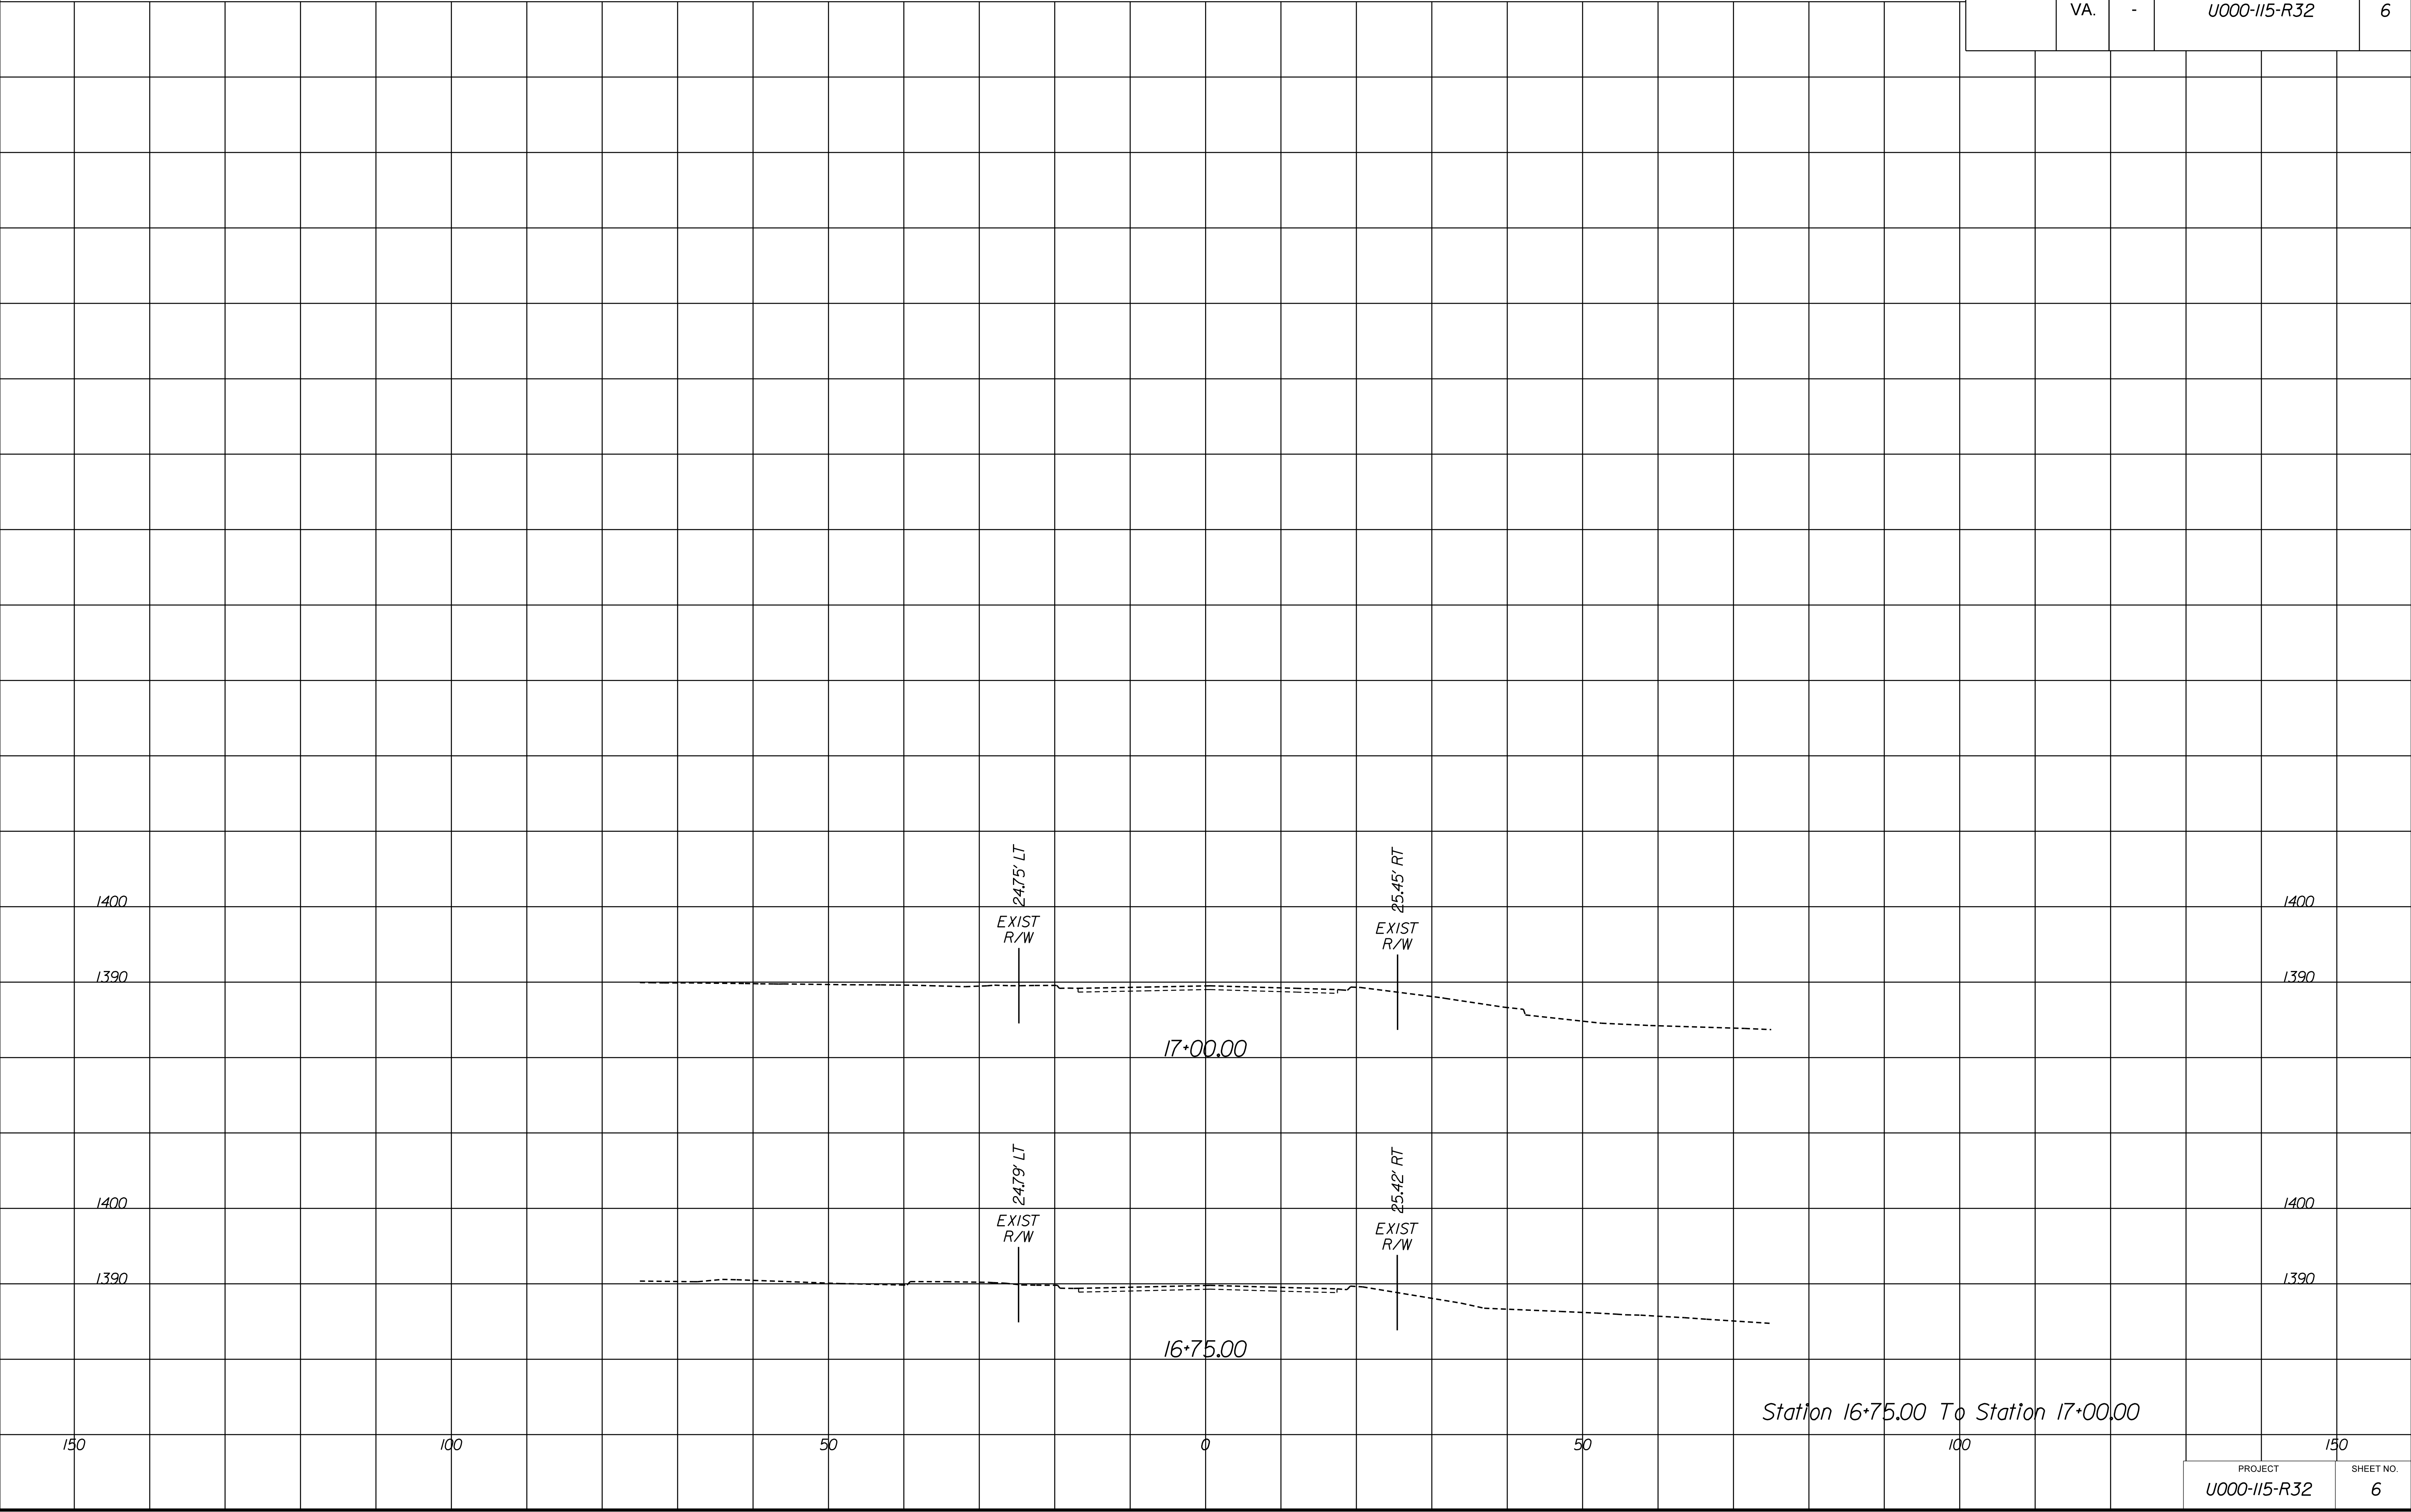 VA. - U000-115-R32 6
24.75' LT 25.45' RT
1400 1400
EXIST
R/W
EXIST
R/W
1390 1390
17+00.00
24.79' LT 25.42' RT
1400 1400
EXIST
R/W
EXIST
R/W
1390 1390
16+75.00
Station 16+75.00 To Station 17+00.00
150 100 50 0 50 100 150
PROJECT SHEET NO.
U000-115-R32 6